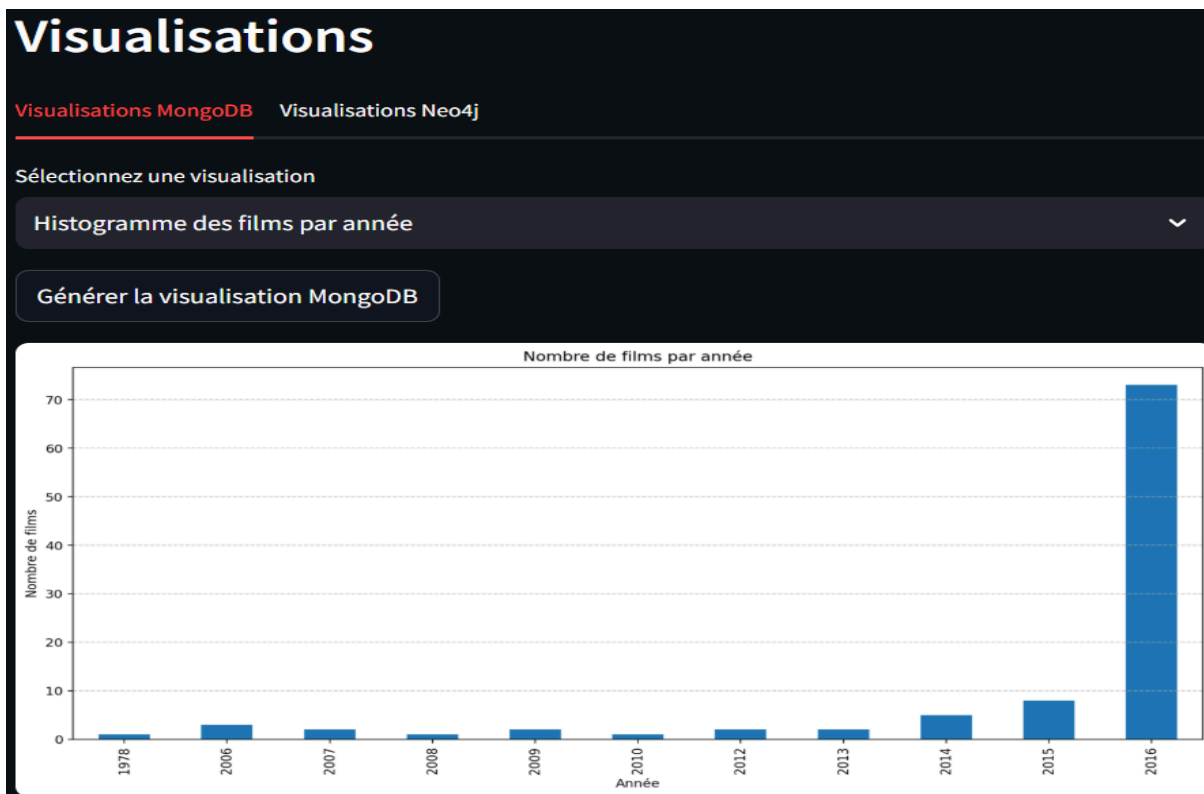 Visualisations
Visualisations MongoDB Visualisations Neo4j
Sélectionnez une visualisation
Histogramme des films par année
Générer la visualisation MongoDB
Nombre de films par année
Nombre de films
70
60
50
40
30
20
10
0
1978 2006 2007 2008 2009 2010 2012 2013 2014 2015 2016
Année